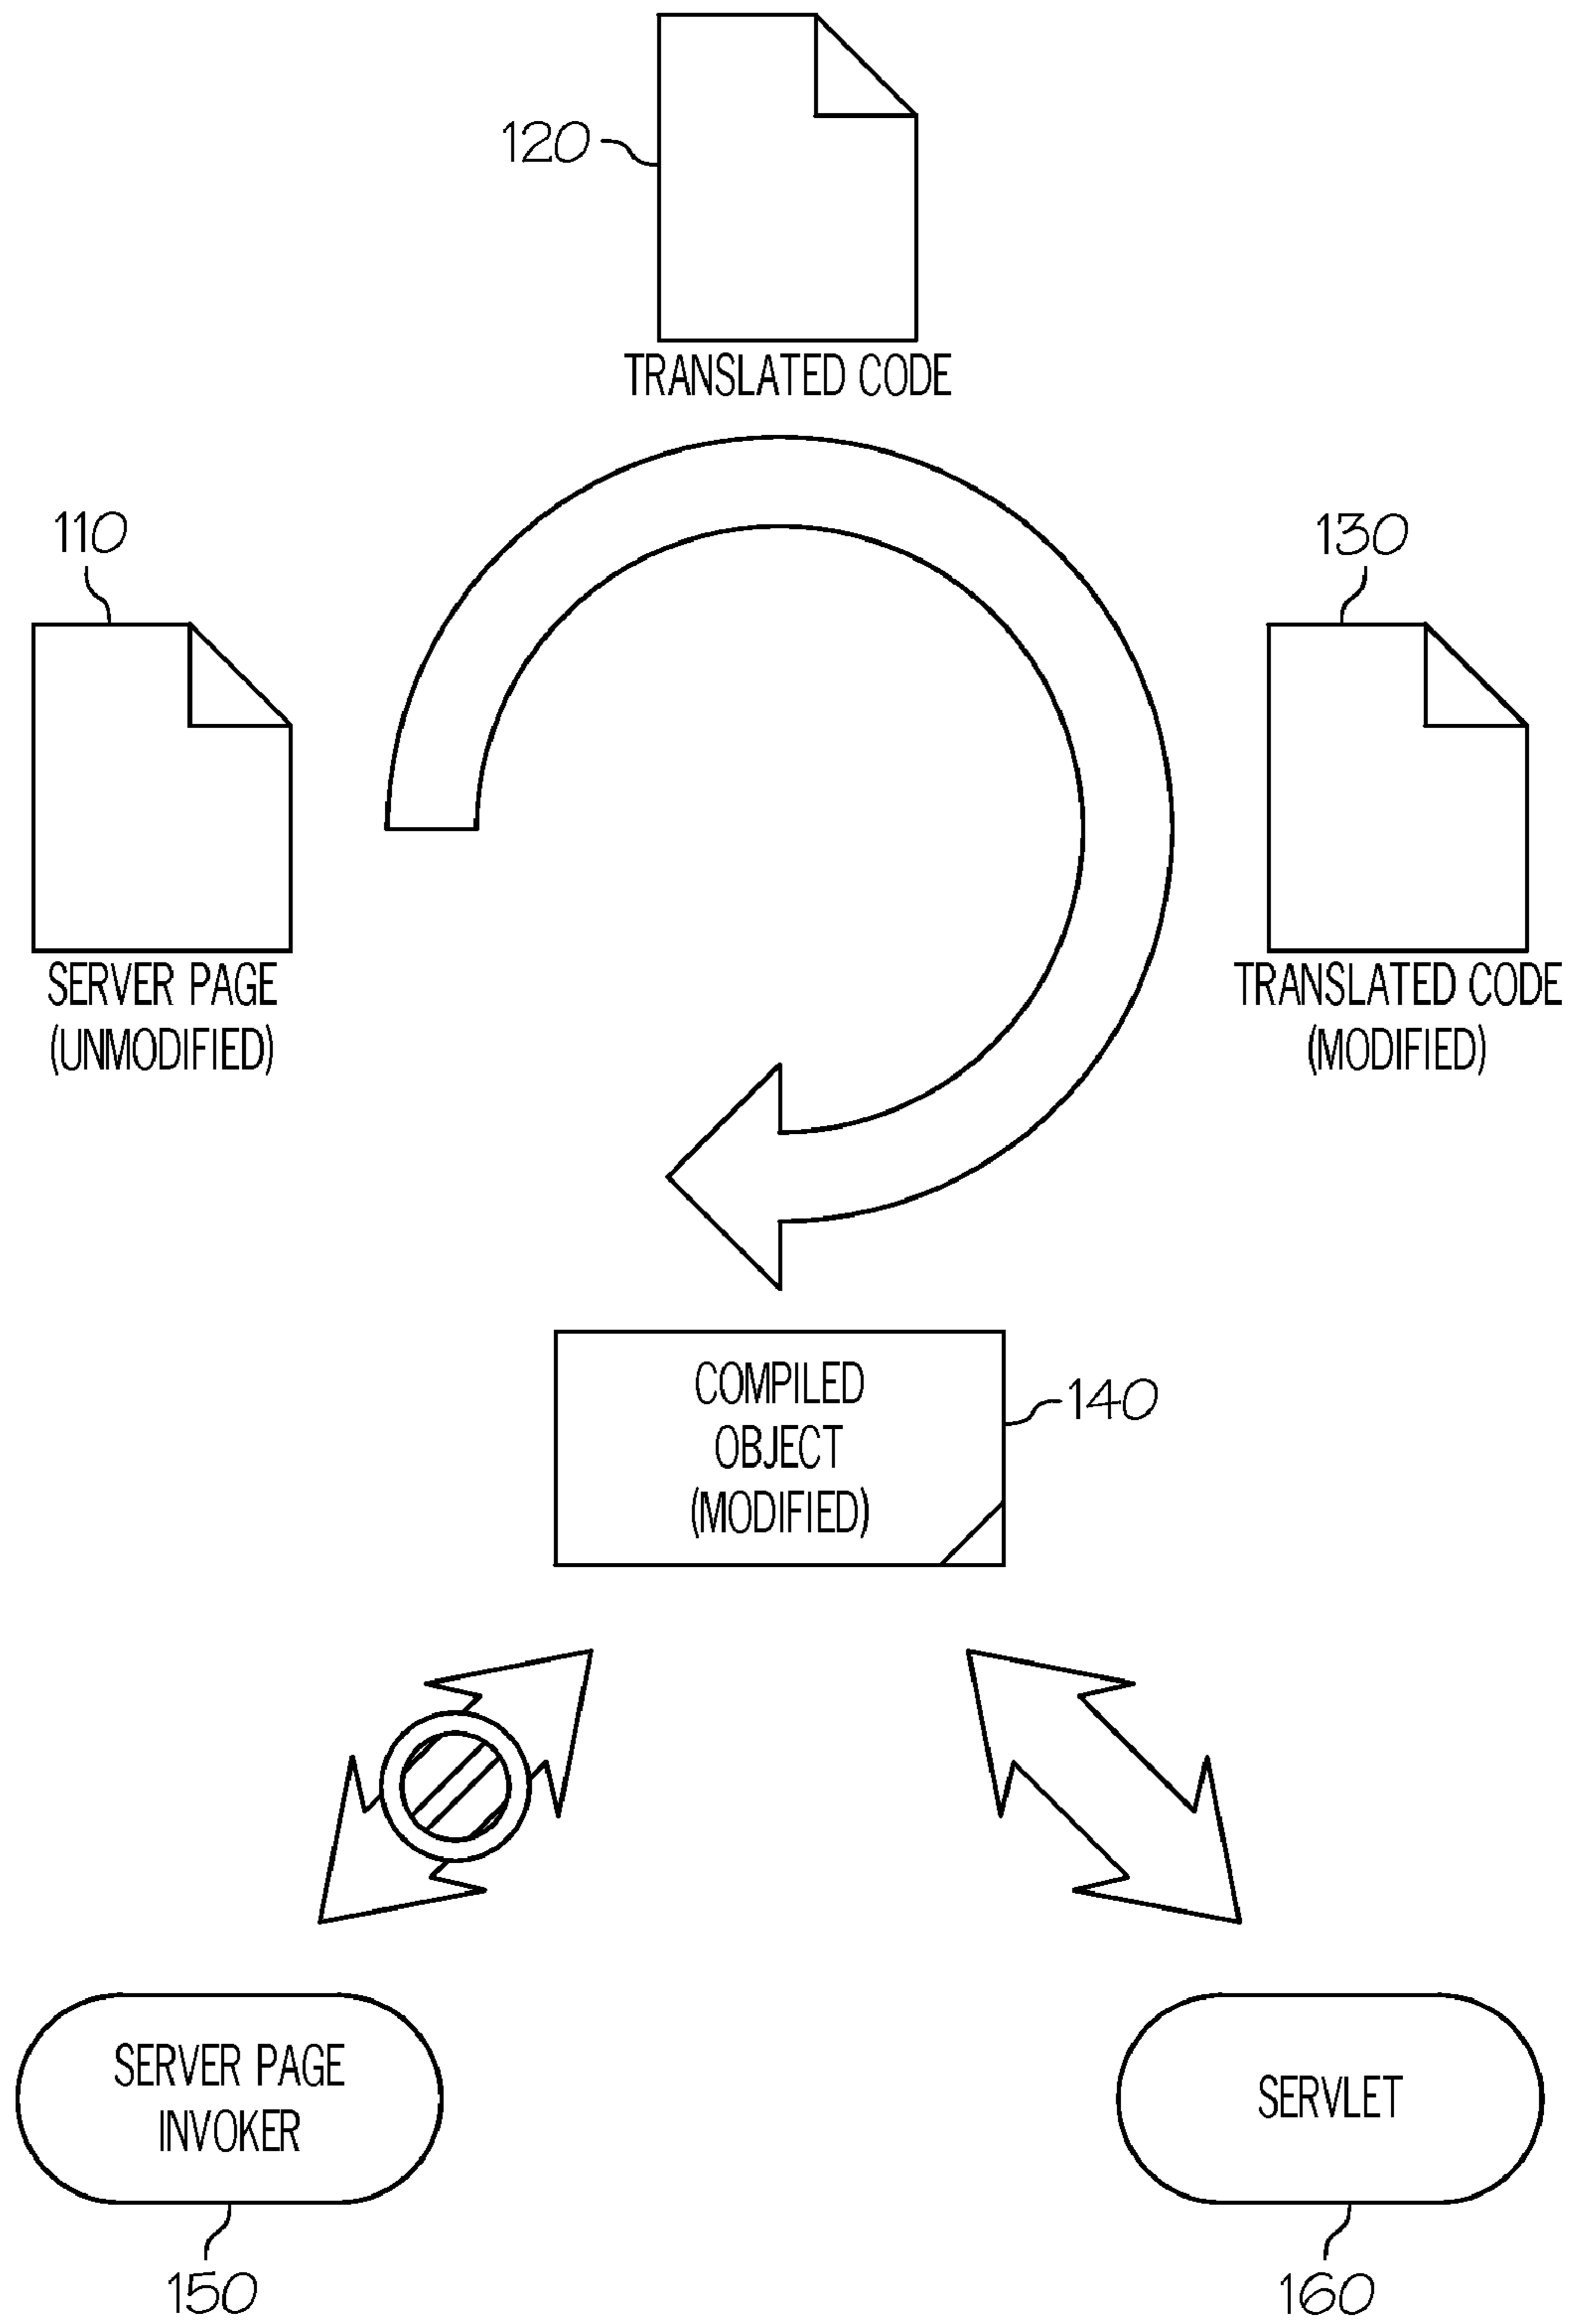 120
TRANSLATED CODE
110
130
SERVER PAGE
(UNMODIFIED)
TRANSLATED CODE
(MODIFIED)
COMPILED
OBJECT
(MODIFIED)
140
SERVER PAGE
INVOKER
SERVLET
150
160